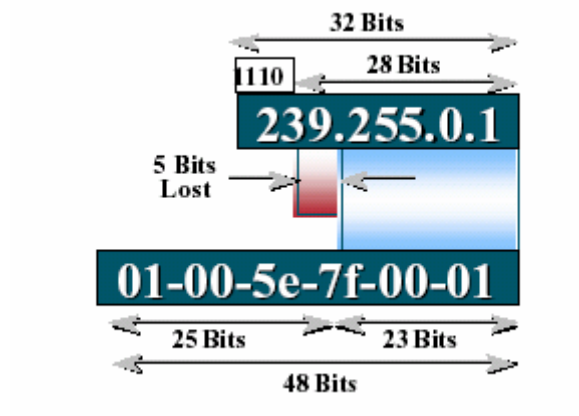 32 Bits
1110
28 Bits
239.255.0.1
5 Bits
Lost
01-00-5e-7f-00-01
25 Bits
23 Bits
48 Bits